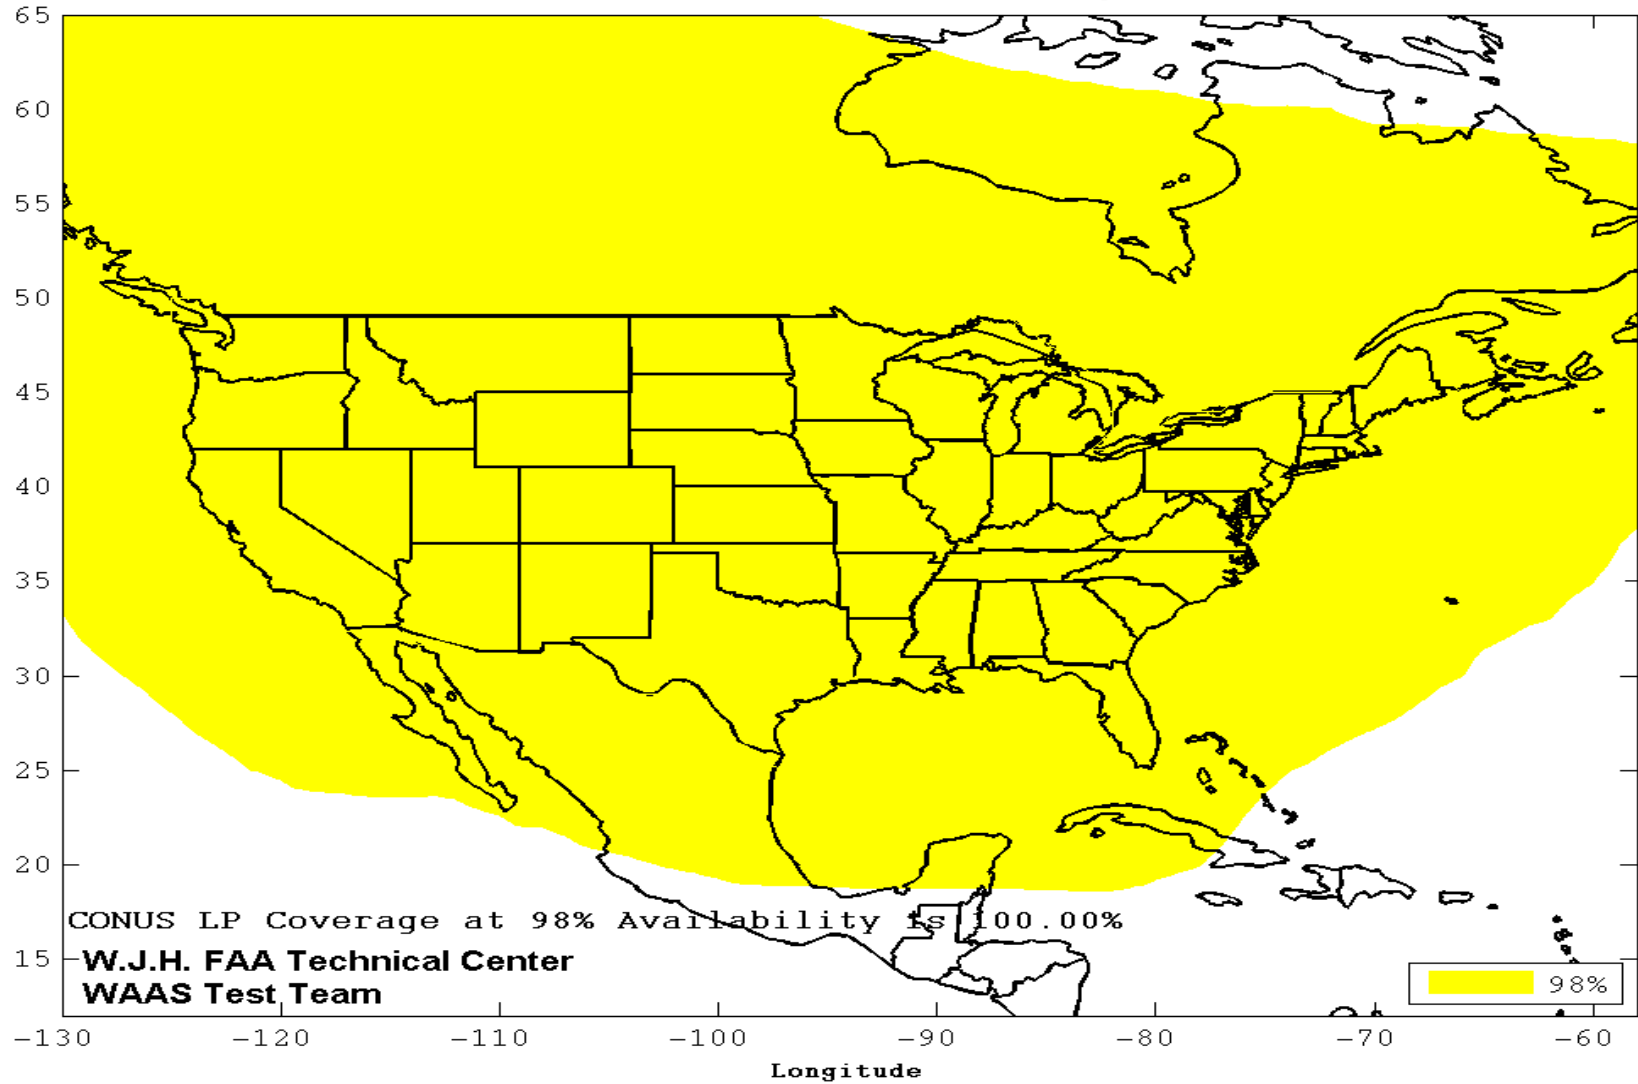 65
60
55
50
45
40
35
30
25
20
15
CONUS LP Coverage at 98% Availability is 100.00%
W.J.H. FAA Technical Center
WAAS Test Team
98%
-130 -120 -110 -100 -90 -80 -70 -60
Longitude